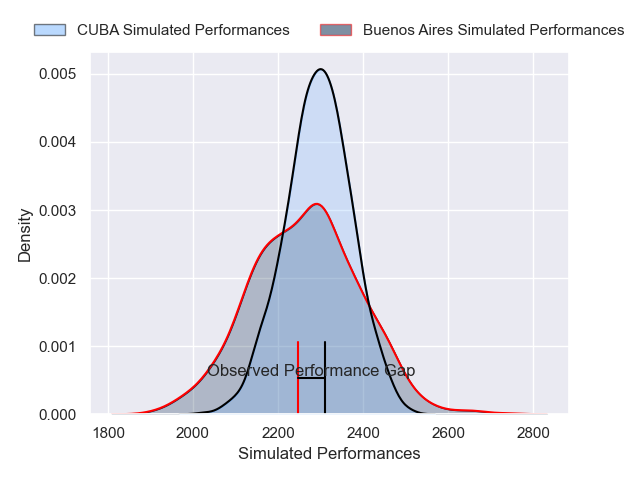 CUBA Simulated Performances
Buenos Aires Simulated Performances
0.005
0.004
0.003
0.002
0.001
0.000
Density
Observed Performance Gap
1800 2000 2200 2400 2600 2800
Simulated Performances